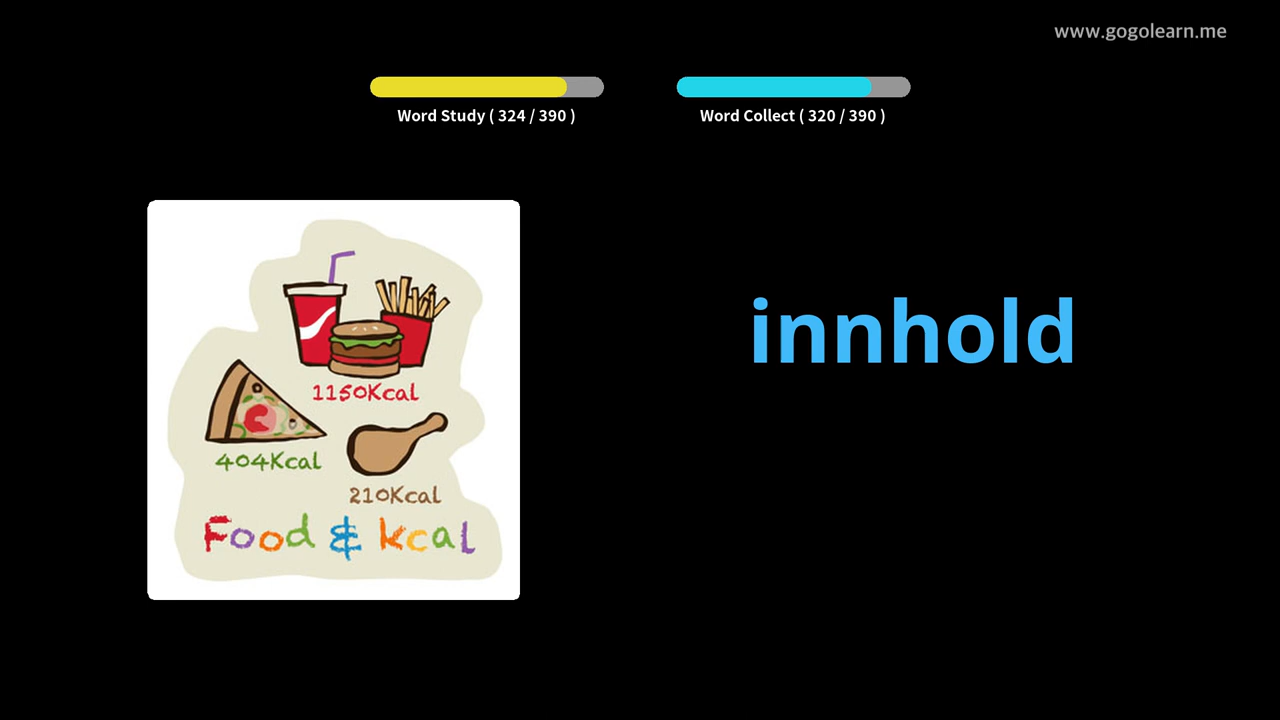 www.gogolearn.me
Word Study ( 324 / 390 )
Word Collect ( 320 / 390 )
innhold
1150Kcal
404Kcal
210Kcal
Food & kcal